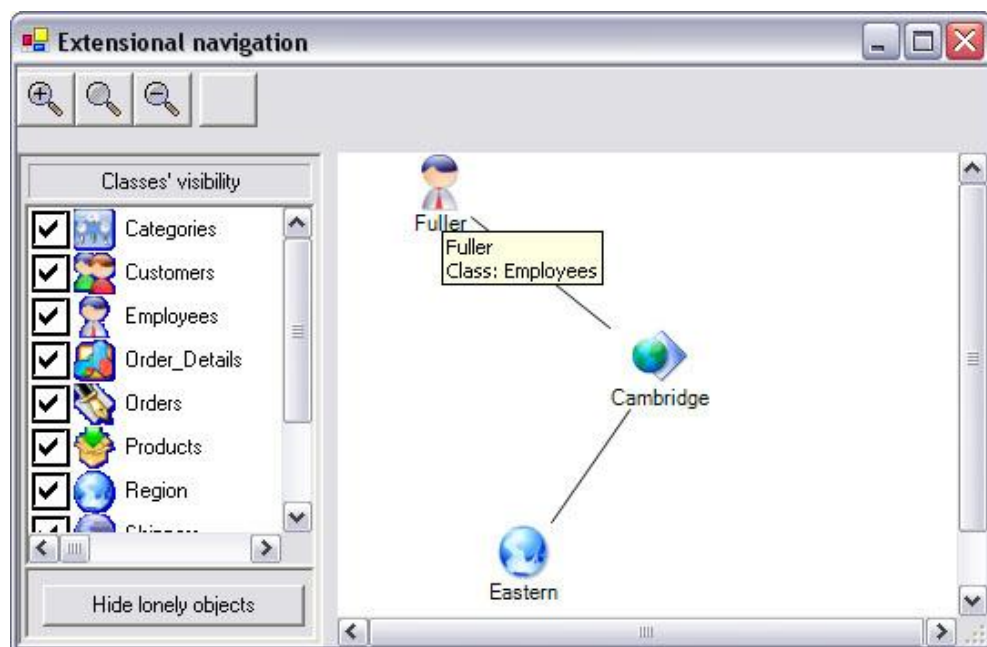 Extensional navigation
Classes' visibility
Categories
Customers
Employees
Order_Details
Orders
Products
Region
Hide lonely objects
Fuller
Fuller
Class: Employees
Cambridge
Eastern